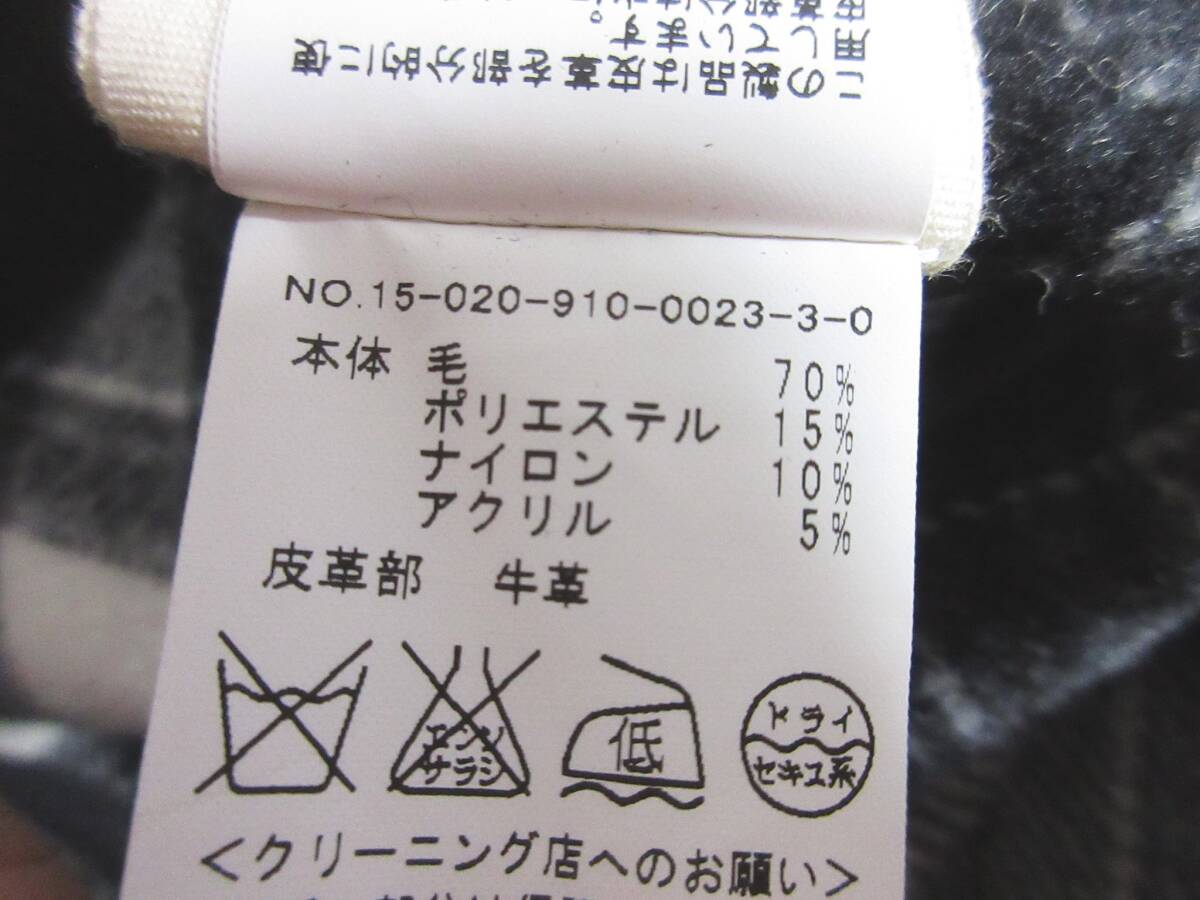 この製品は皮革を部分的に使
用しています。
NO.15-020-910-0023-3-0
本体 毛 70%
ポリエステル 15%
ナイロン 10%
アクリル 5%
皮革部 牛革
エンソ
サラシ
低
ドライ
セキユ系
<クリーニング店へのお願い>